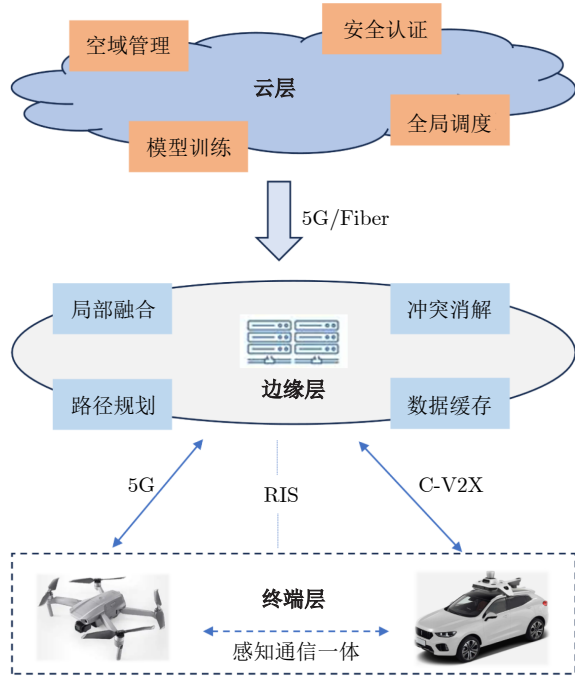 空域管理
安全认证
云层
模型训练
全局调度
5G/Fiber
局部融合
冲突消解
边缘层
路径规划
数据缓存
5G
RIS
C-V2X
终端层
感知通信一体